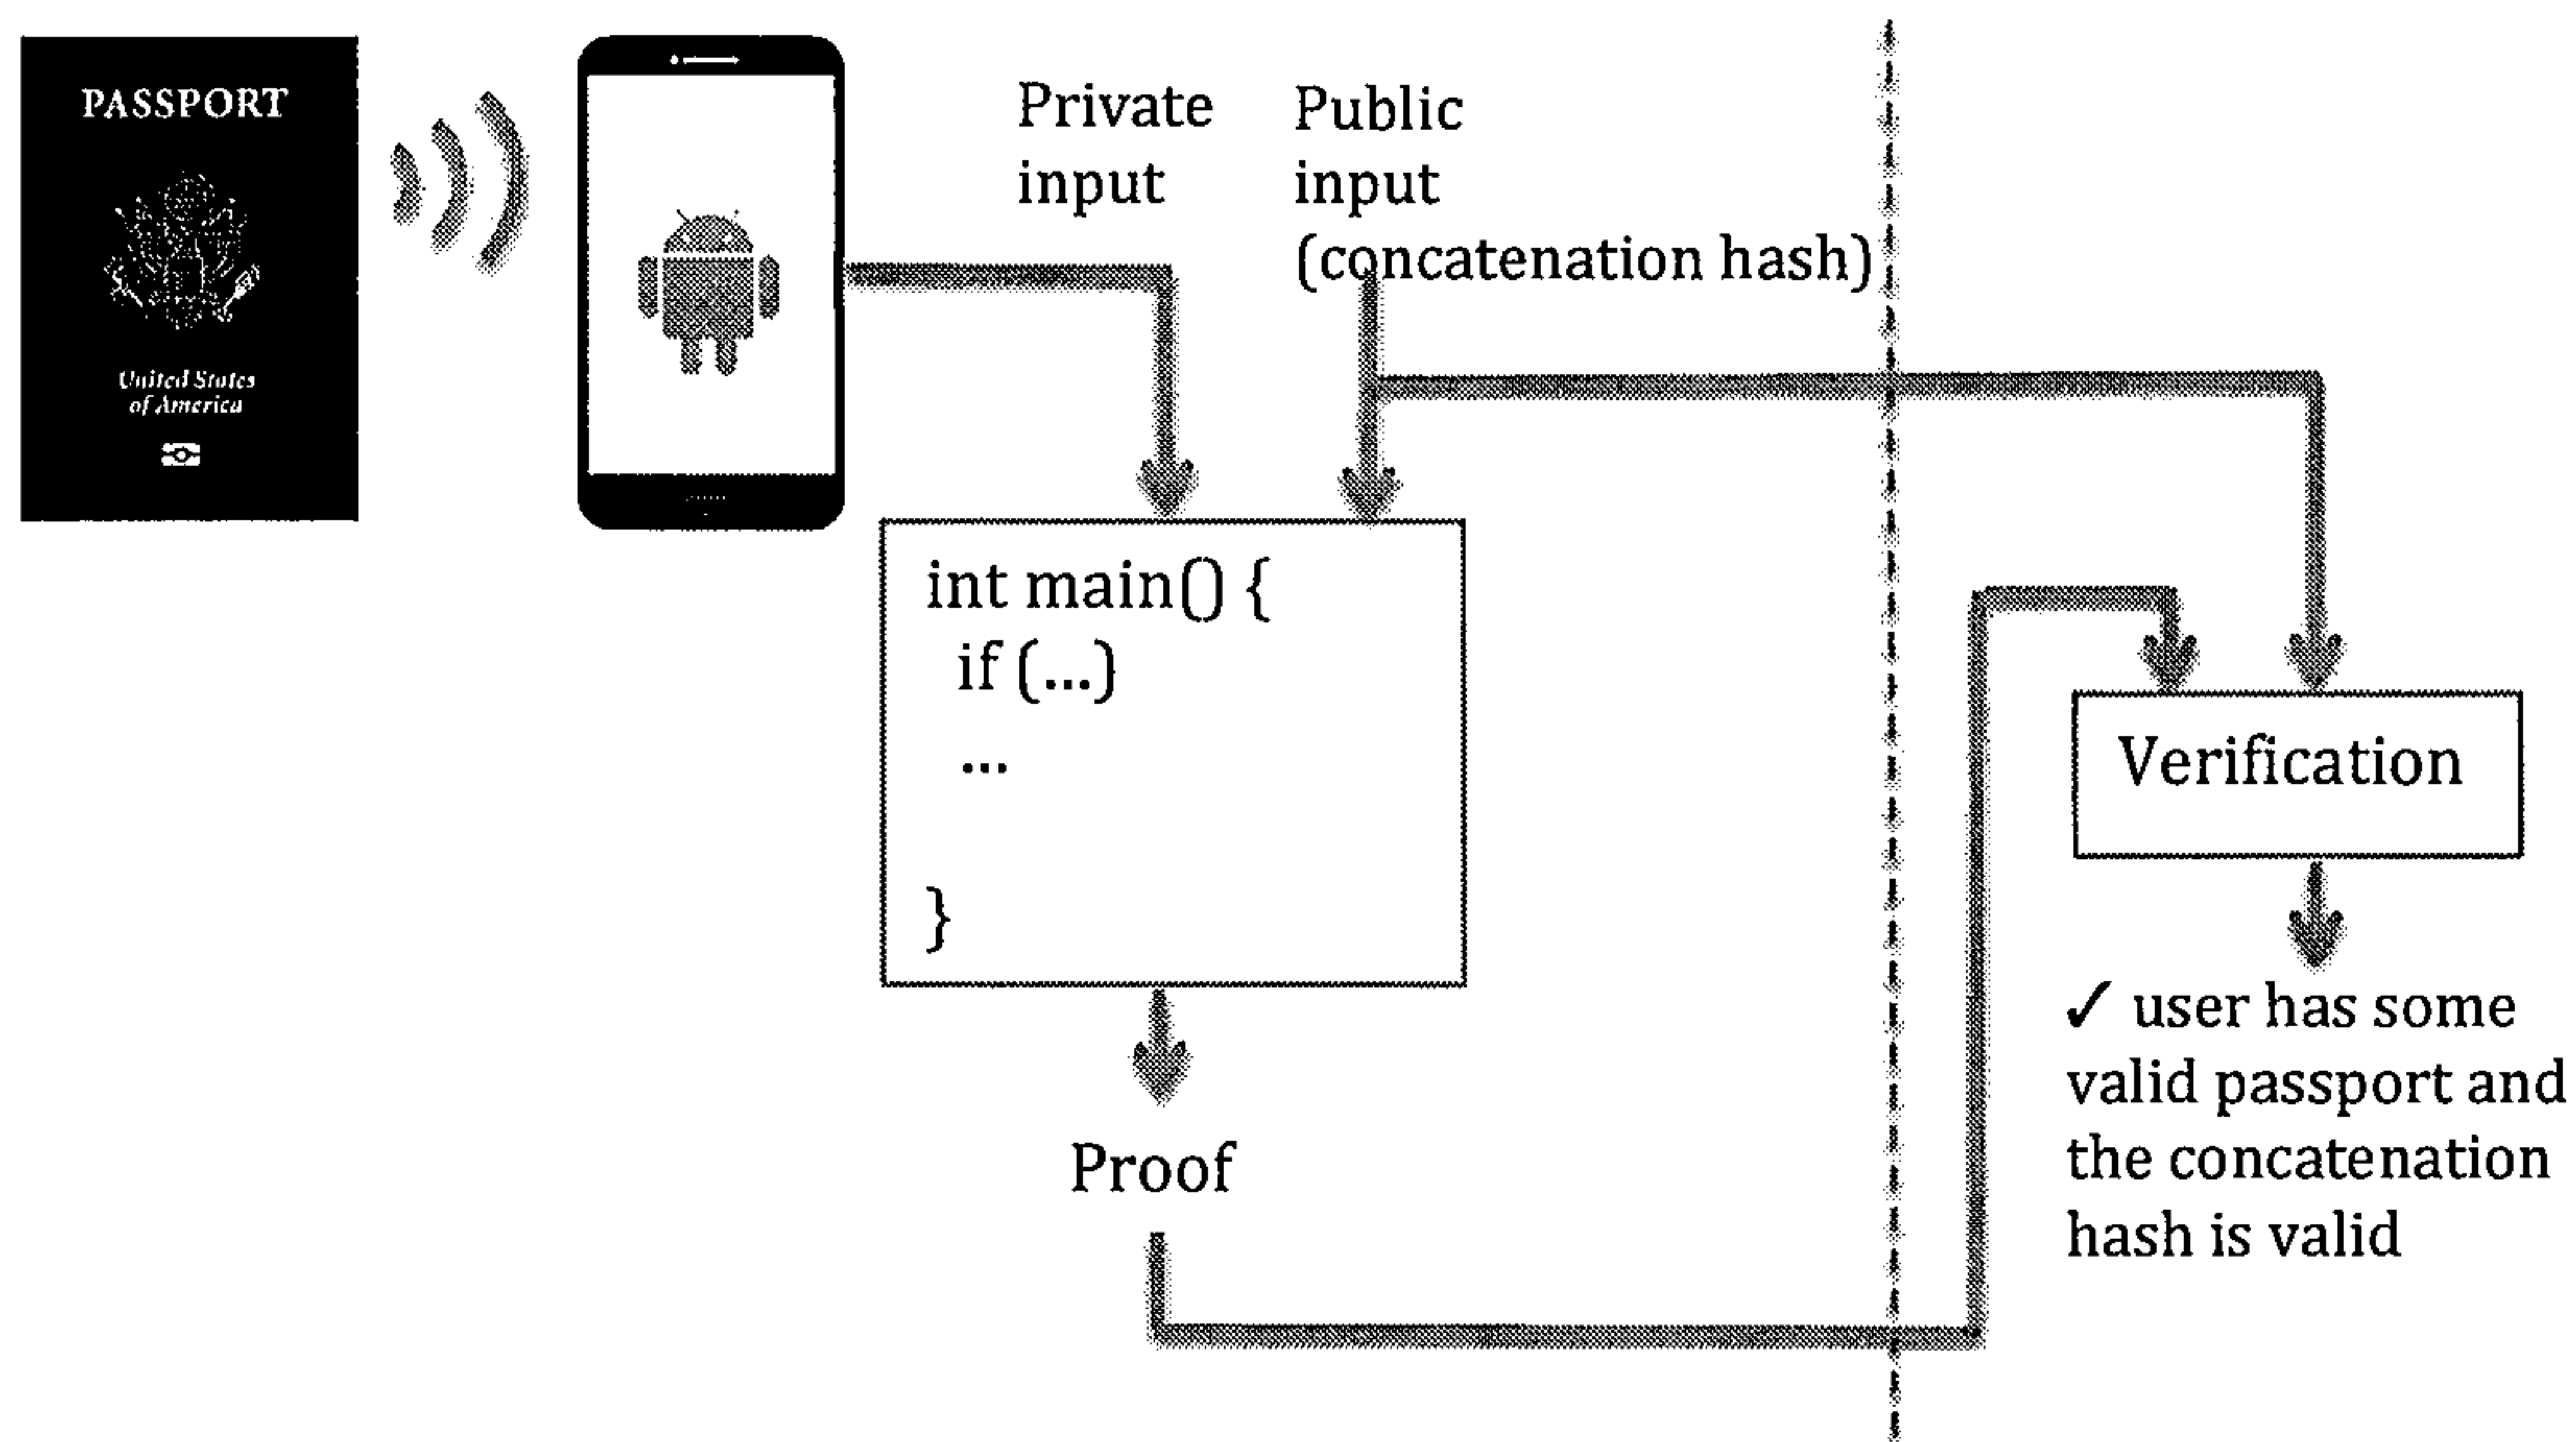 PASSPORT
United States
of America
Private
input
Public
input
(concatenation hash)
int main() {
if (...)
...
}
Proof
Verification
✓ user has some
valid passport and
the concatenation
hash is valid